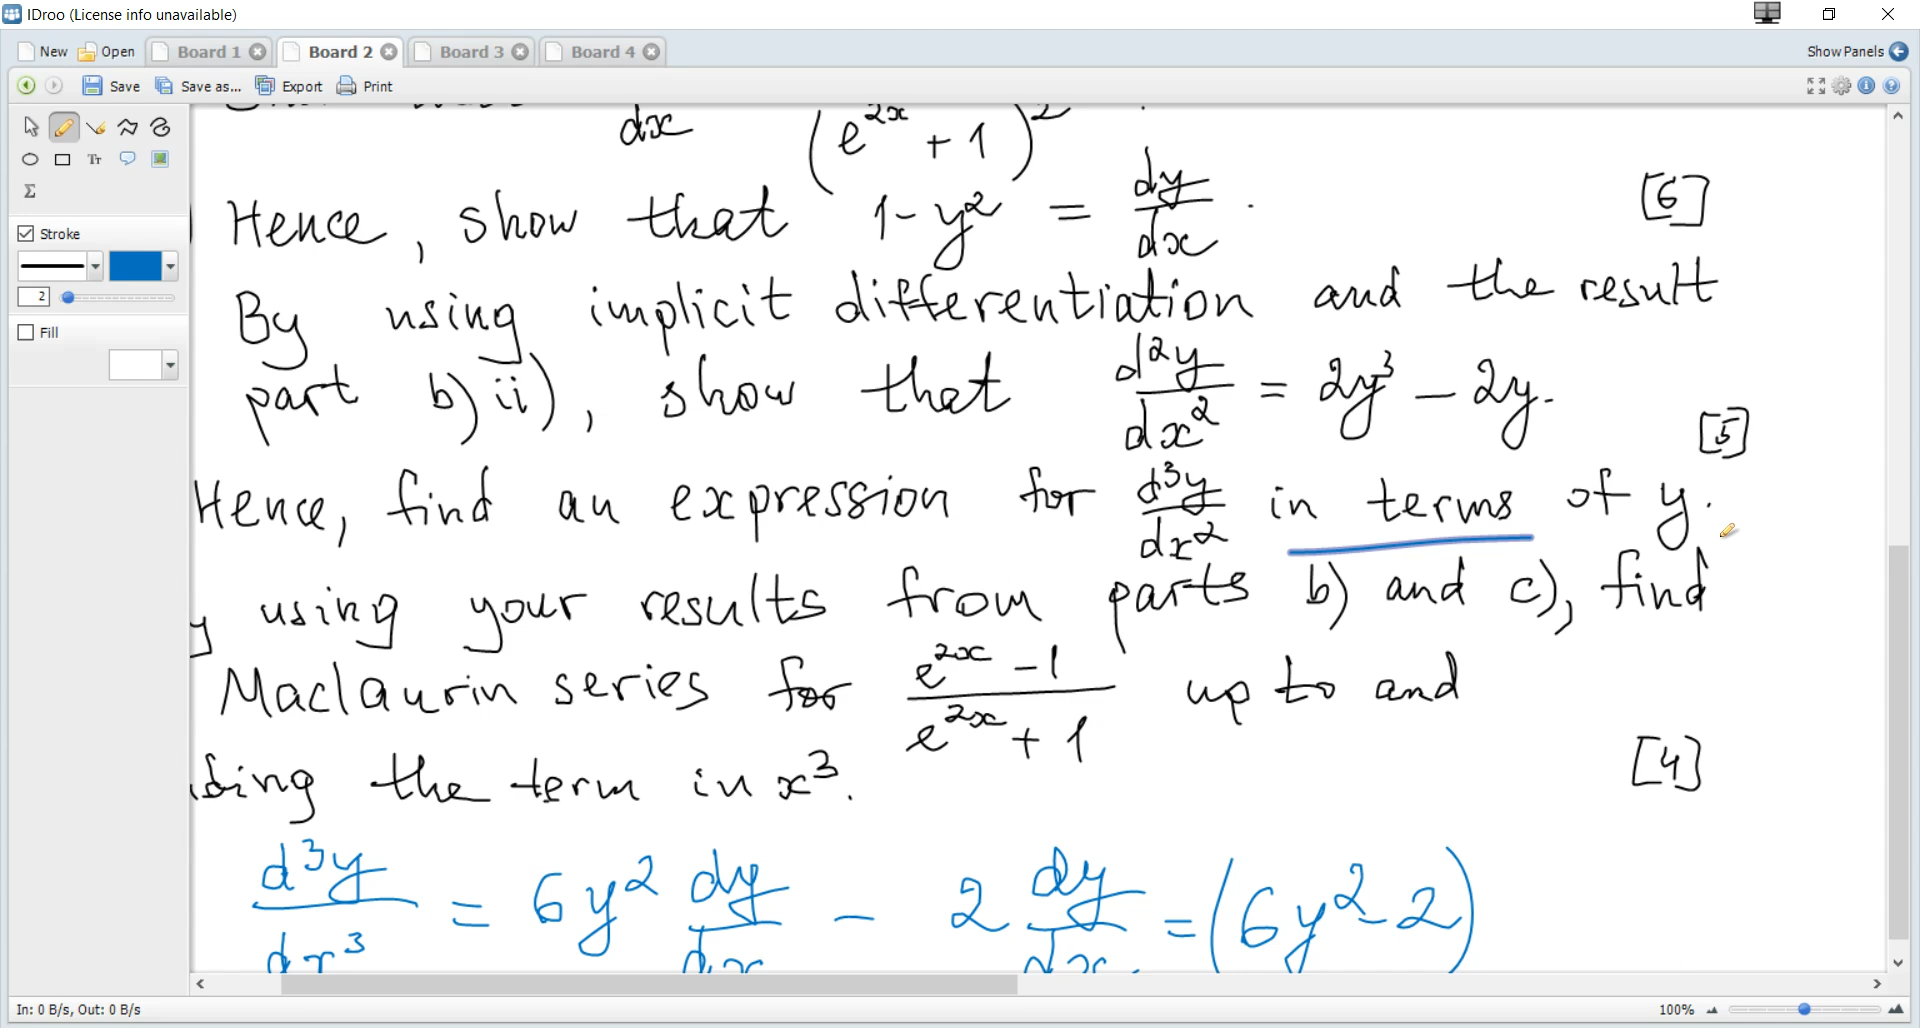 IDroo (License info unavailable)
New Open Board 1 Board 2 Board 3 Board 4 Show Panels
Save Save as... Export Print
dx (e^2x + 1)^2 .
Hence, show that 1 - y^2 = dy/dx . [6]
By using implicit differentiation and the result
part b) ii), show that d^2y/dx^2 = 2y^3 - 2y. [5]
Hence, find an expression for d^3y/dx^2 in terms of y.
y using your results from parts b) and c), find
Maclaurin series for (e^2x - 1)/(e^2x + 1) up to and
ding the term in x^3. [4]
d^3y/dx^3 = 6y^2 dy/dx - 2 dy/dx = (6y^2 - 2)
Tr
Σ
Stroke
2
Fill
In: 0 B/s, Out: 0 B/s 100%